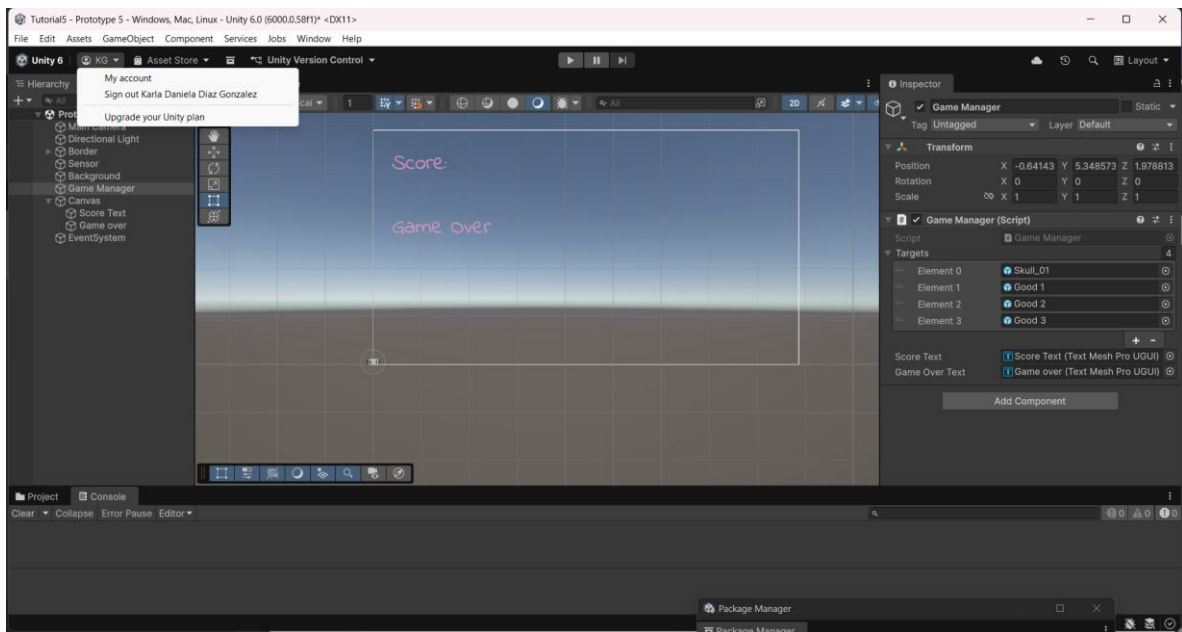 Tutorial5 - Prototype 5 - Windows, Mac, Linux - Unity 6.0 (6000.0.58f1)* <DX11>
File Edit Assets GameObject Component Services Jobs Window Help
Unity 6 KG Asset Store Unity Version Control Layout
My account
Sign out Karla Daniela Diaz Gonzalez
Upgrade your Unity plan
Hierarchy
All
Main Camera
Directional Light
Border
Sensor
Background
Game Manager
Canvas
Score Text
Game over
EventSystem
1 All 2D
Score:
Game over
Inspector
Game Manager Static
Tag Untagged Layer Default
Transform
Position X -0.64143 Y 5.348573 Z 1.978813
Rotation X 0 Y 0 Z 0
Scale X 1 Y 1 Z 1
Game Manager (Script)
Script Game Manager
Targets 4
Element 0 Skull_01
Element 1 Good 1
Element 2 Good 2
Element 3 Good 3
+ -
Score Text Score Text (Text Mesh Pro UGUI)
Game Over Text Game over (Text Mesh Pro UGUI)
Add Component
Project Console
Clear Collapse Error Pause Editor 0 0 0
Package Manager
Package Manager